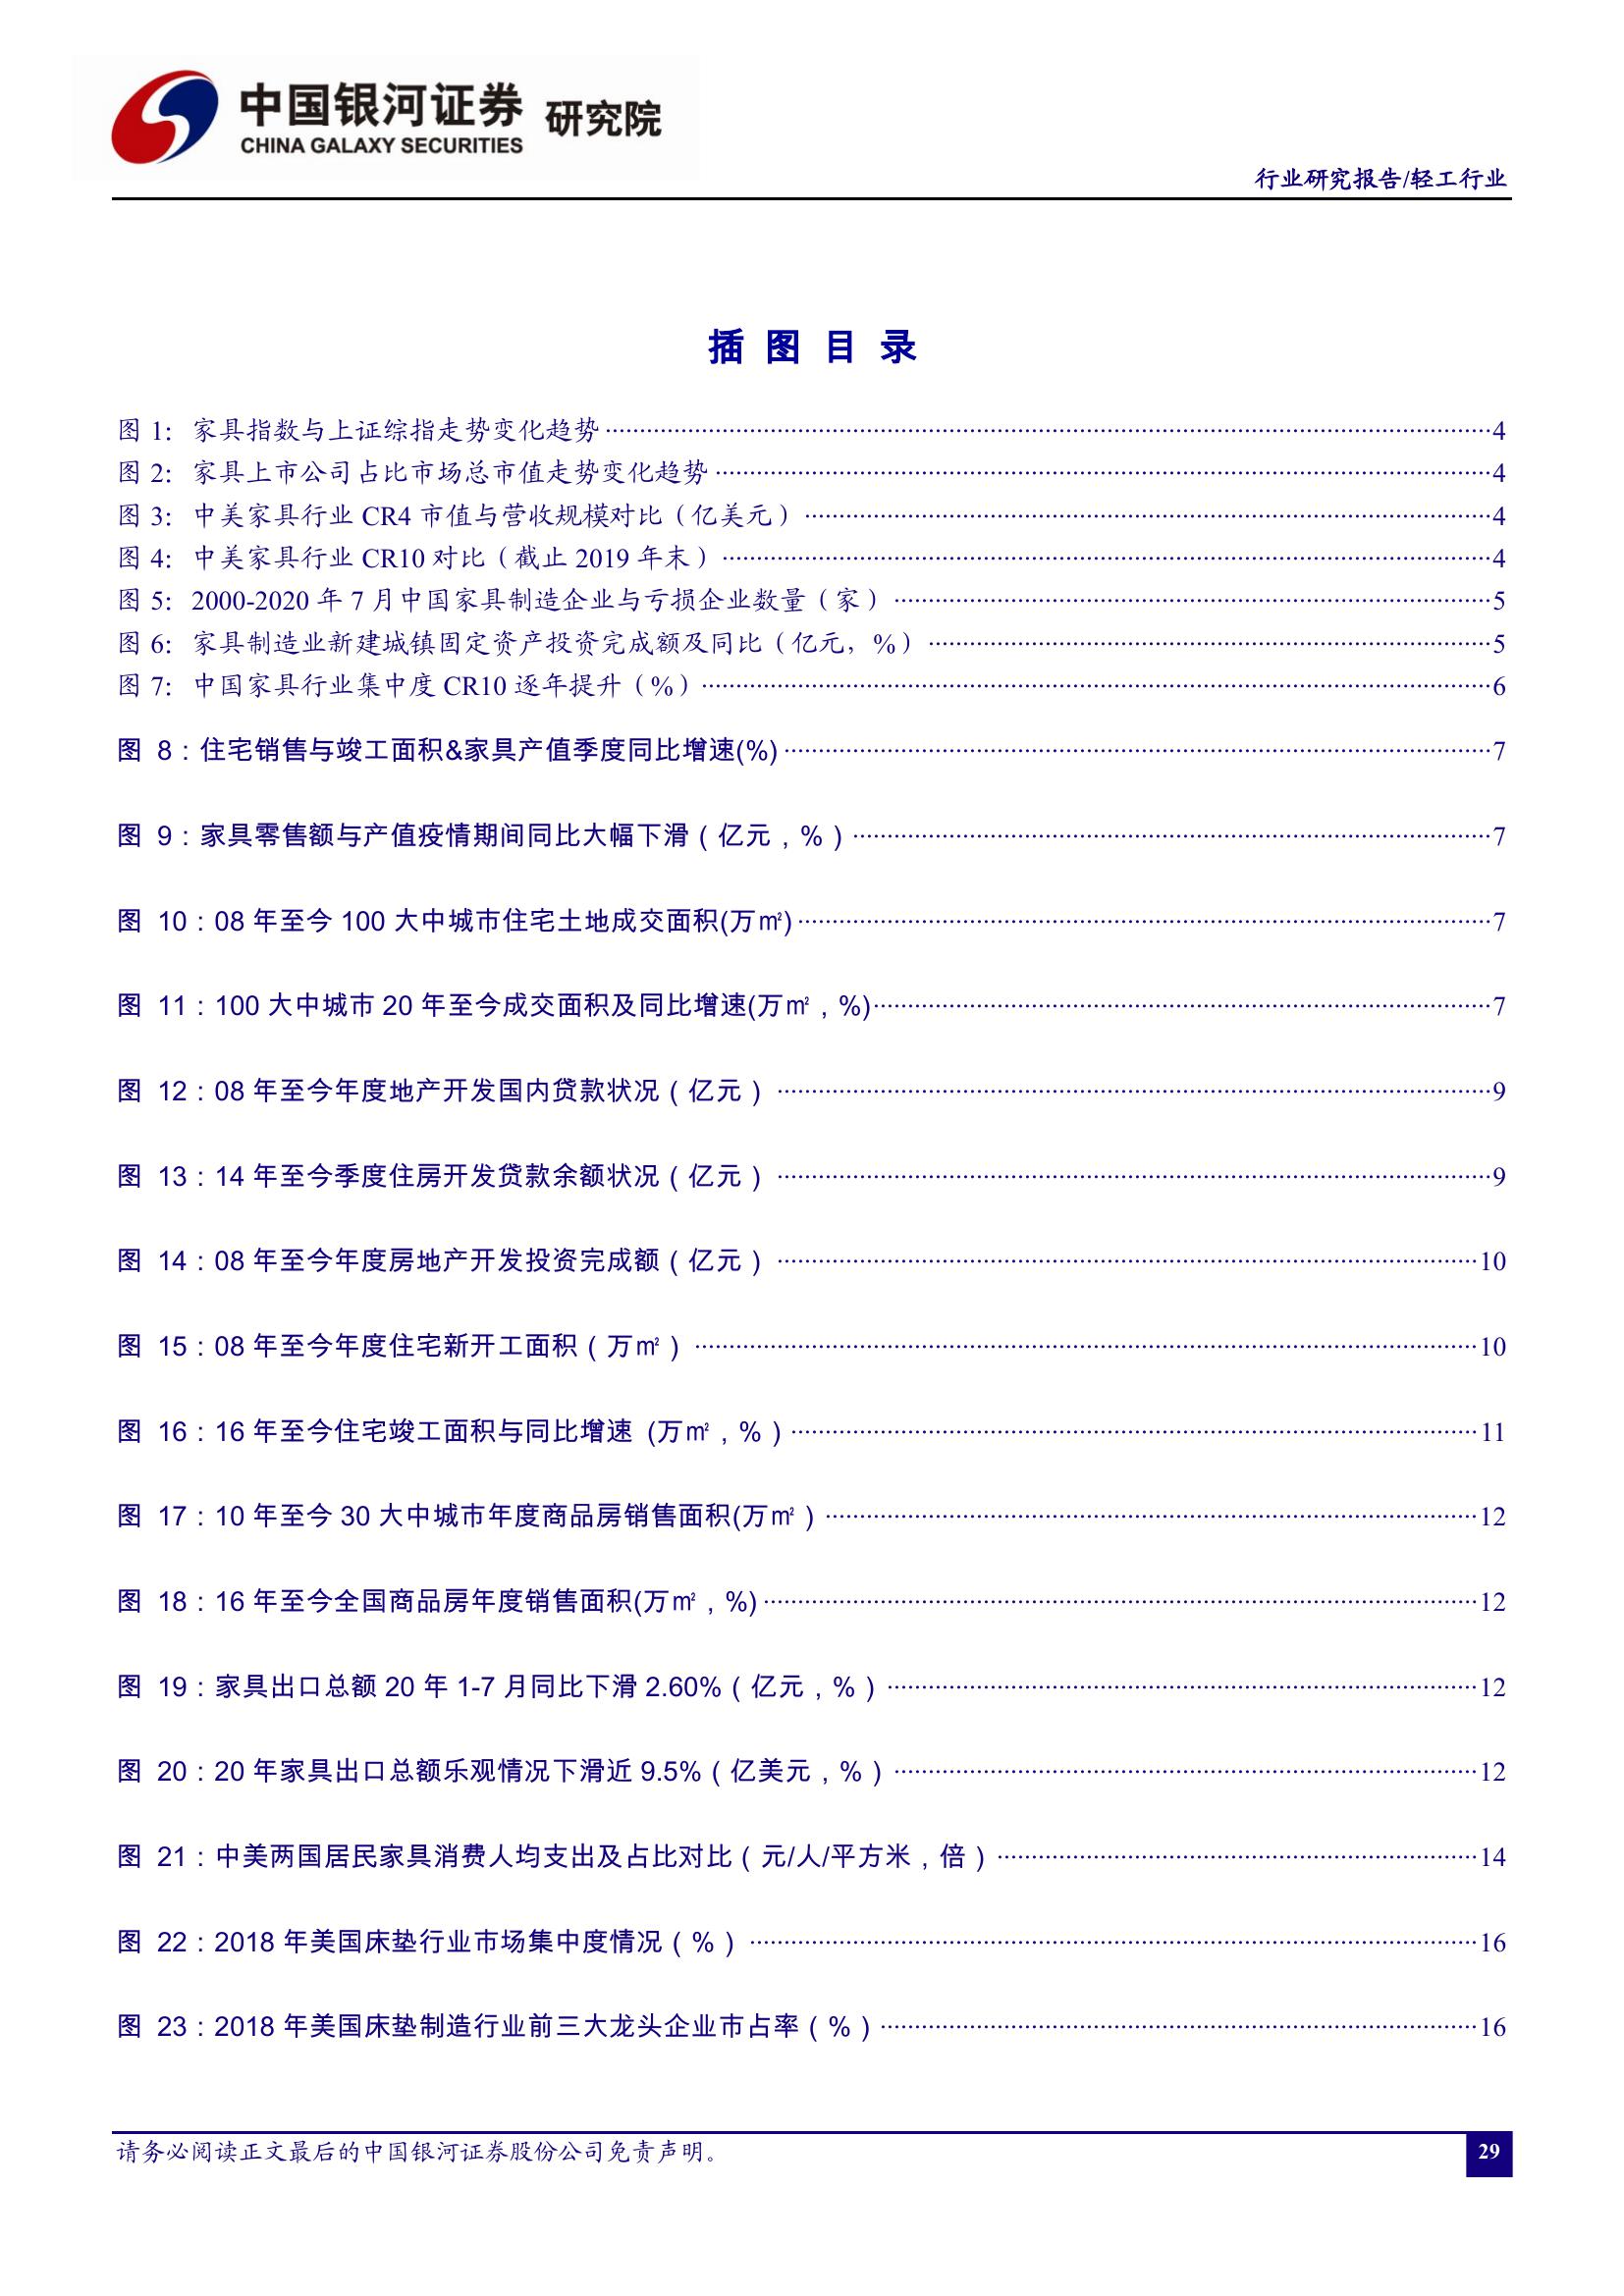 中国银河证券 研究院
CHINA GALAXY SECURITIES
行业研究报告/轻工行业
插 图 目 录
图 1: 家具指数与上证综指走势变化趋势 4
图 2: 家具上市公司占比市场总市值走势变化趋势 4
图 3: 中美家具行业 CR4 市值与营收规模对比（亿美元） 4
图 4: 中美家具行业 CR10 对比（截止 2019 年末） 4
图 5: 2000-2020 年 7 月中国家具制造企业与亏损企业数量（家） 5
图 6: 家具制造业新建城镇固定资产投资完成额及同比（亿元，%） 5
图 7: 中国家具行业集中度 CR10 逐年提升（%） 6
图 8：住宅销售与竣工面积&家具产值季度同比增速(%) 7
图 9：家具零售额与产值疫情期间同比大幅下滑（亿元，%） 7
图 10：08 年至今 100 大中城市住宅土地成交面积(万㎡) 7
图 11：100 大中城市 20 年至今成交面积及同比增速(万㎡，%) 7
图 12：08 年至今年度地产开发国内贷款状况（亿元） 9
图 13：14 年至今季度住房开发贷款余额状况（亿元） 9
图 14：08 年至今年度房地产开发投资完成额（亿元） 10
图 15：08 年至今年度住宅新开工面积（万㎡） 10
图 16：16 年至今住宅竣工面积与同比增速 (万㎡，%） 11
图 17：10 年至今 30 大中城市年度商品房销售面积(万㎡） 12
图 18：16 年至今全国商品房年度销售面积(万㎡，%) 12
图 19：家具出口总额 20 年 1-7 月同比下滑 2.60%（亿元，%） 12
图 20：20 年家具出口总额乐观情况下滑近 9.5%（亿美元，%） 12
图 21：中美两国居民家具消费人均支出及占比对比（元/人/平方米，倍） 14
图 22：2018 年美国床垫行业市场集中度情况（%） 16
图 23：2018 年美国床垫制造行业前三大龙头企业市占率（%） 16
请务必阅读正文最后的中国银河证券股份公司免责声明。
29